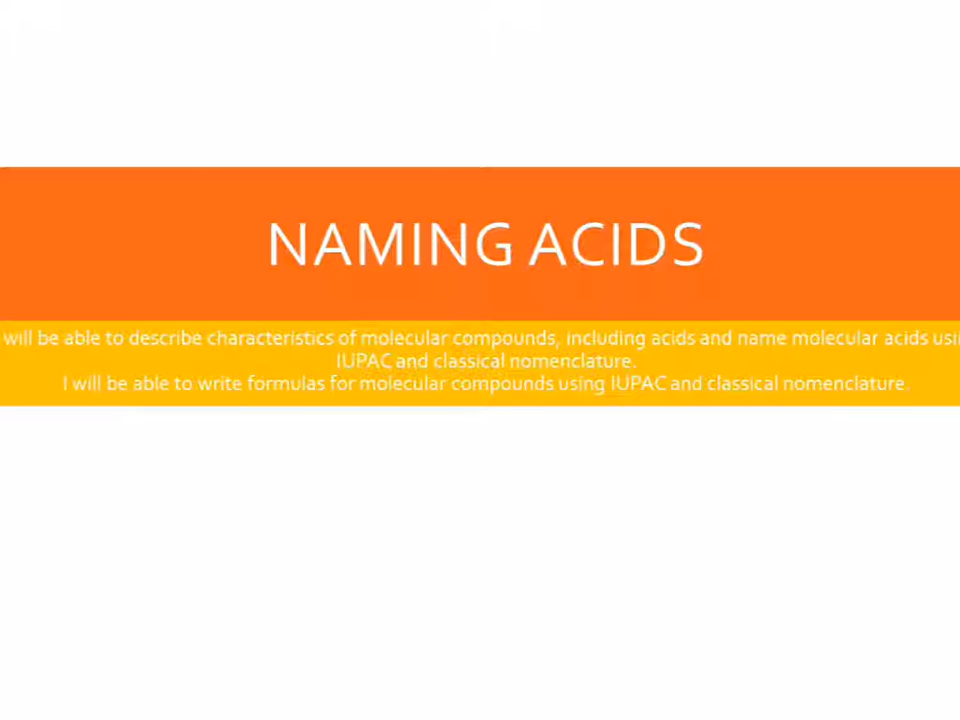 NAMING ACIDS
will be able to describe characteristics of molecular compounds, including acids and name molecular acids
IUPAC and classical nomenclature.
I will be able to write formulas for molecular compounds using IUPAC and classical nomenclature.